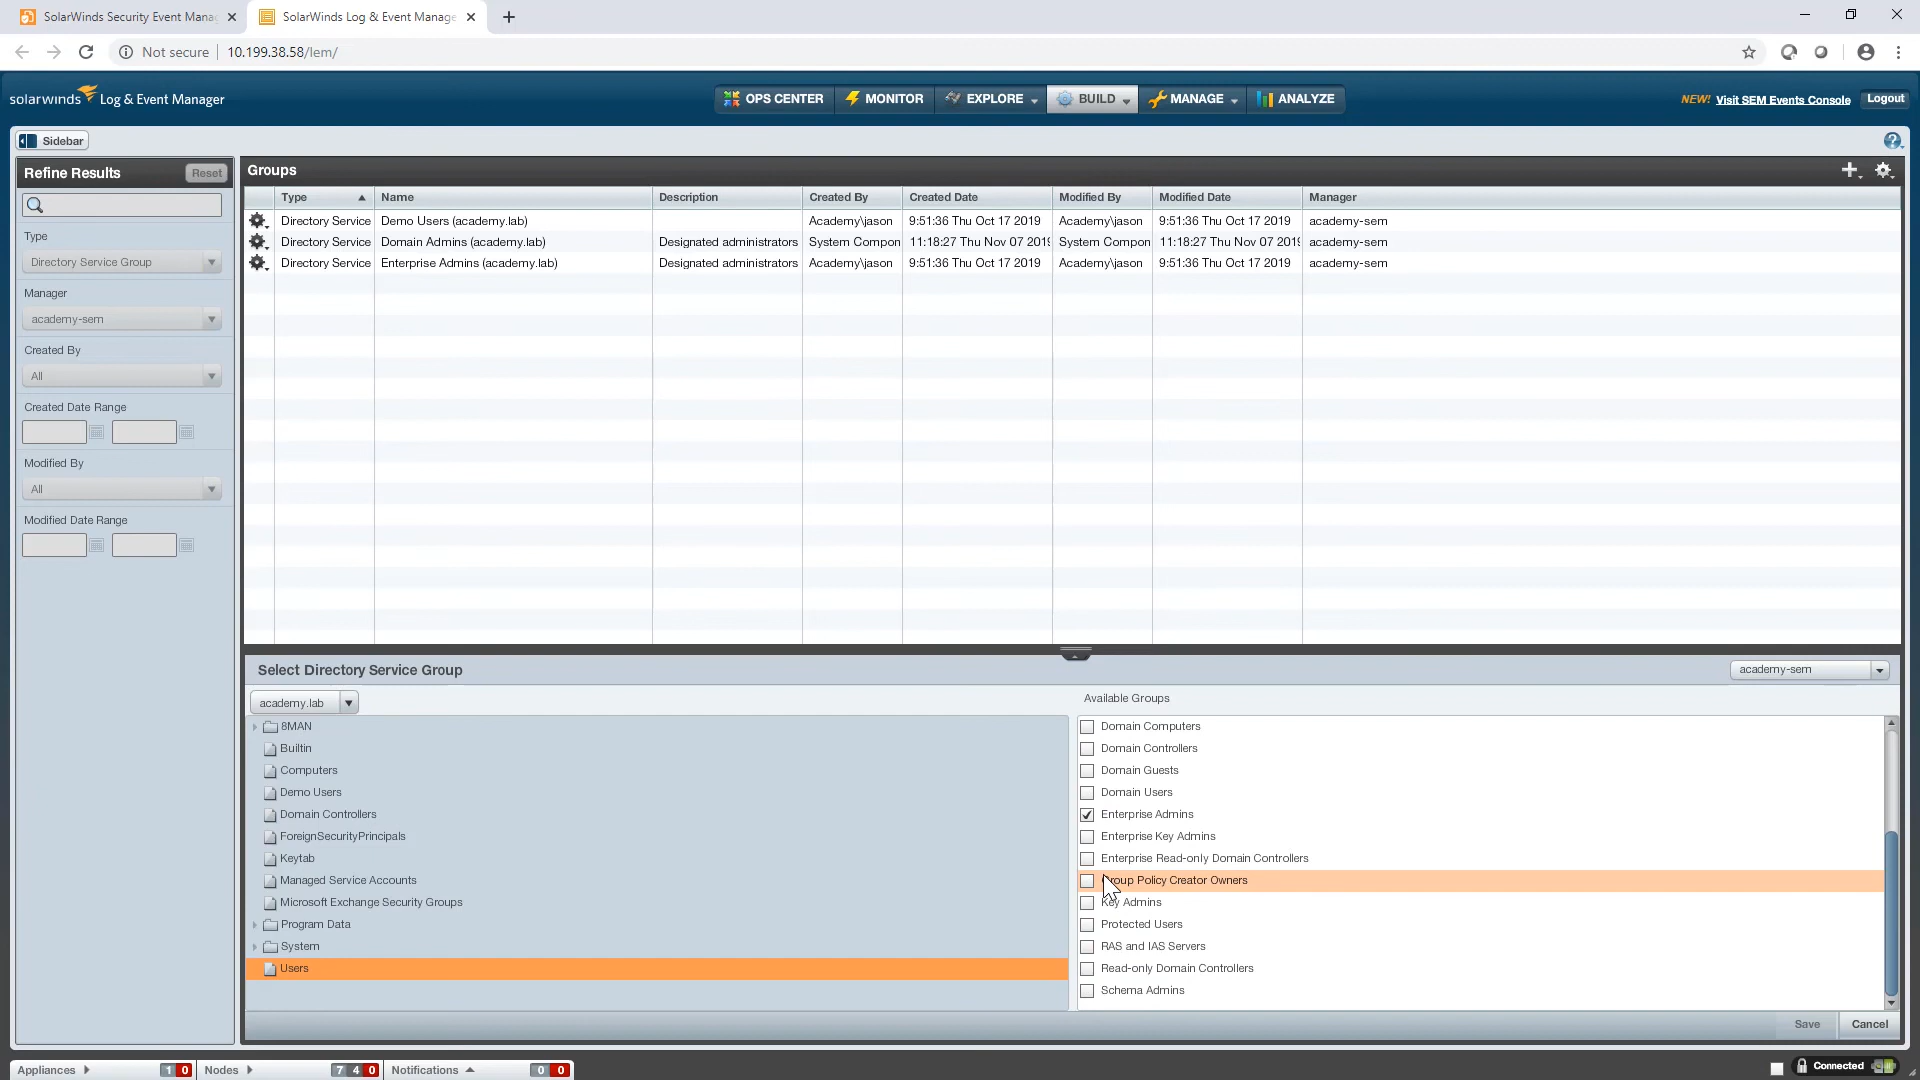 SolarWinds Security Event Mana
SolarWinds Log & Event Manage
Not secure
10.199.38.58/lem/
solarwinds Log & Event Manager
OPS CENTER
MONITOR
EXPLORE
BUILD
MANAGE
ANALYZE
NEW! Visit SEM Events Console
Logout
Sidebar
Refine Results
Reset
Type
Directory Service Group
Manager
academy-sem
Created By
All
Created Date Range
Modified By
All
Modified Date Range
Groups
Type Name Description Created By Created Date Modified By Modified Date Manager
Directory Service Demo Users (academy.lab) Academy\jason 9:51:36 Thu Oct 17 2019 Academy\jason 9:51:36 Thu Oct 17 2019 academy-sem
Directory Service Domain Admins (academy.lab) Designated administrators System Compon 11:18:27 Thu Nov 07 201 System Compon 11:18:27 Thu Nov 07 201 academy-sem
Directory Service Enterprise Admins (academy.lab) Designated administrators Academy\jason 9:51:36 Thu Oct 17 2019 Academy\jason 9:51:36 Thu Oct 17 2019 academy-sem
Select Directory Service Group
academy-sem
academy.lab
8MAN
Builtin
Computers
Demo Users
Domain Controllers
ForeignSecurityPrincipals
Keytab
Managed Service Accounts
Microsoft Exchange Security Groups
Program Data
System
Users
Available Groups
Domain Computers
Domain Controllers
Domain Guests
Domain Users
Enterprise Admins
Enterprise Key Admins
Enterprise Read-only Domain Controllers
Group Policy Creator Owners
Key Admins
Protected Users
RAS and IAS Servers
Read-only Domain Controllers
Schema Admins
Save
Cancel
Appliances 1 0
Nodes 7 4 0
Notifications 0 0
Connected